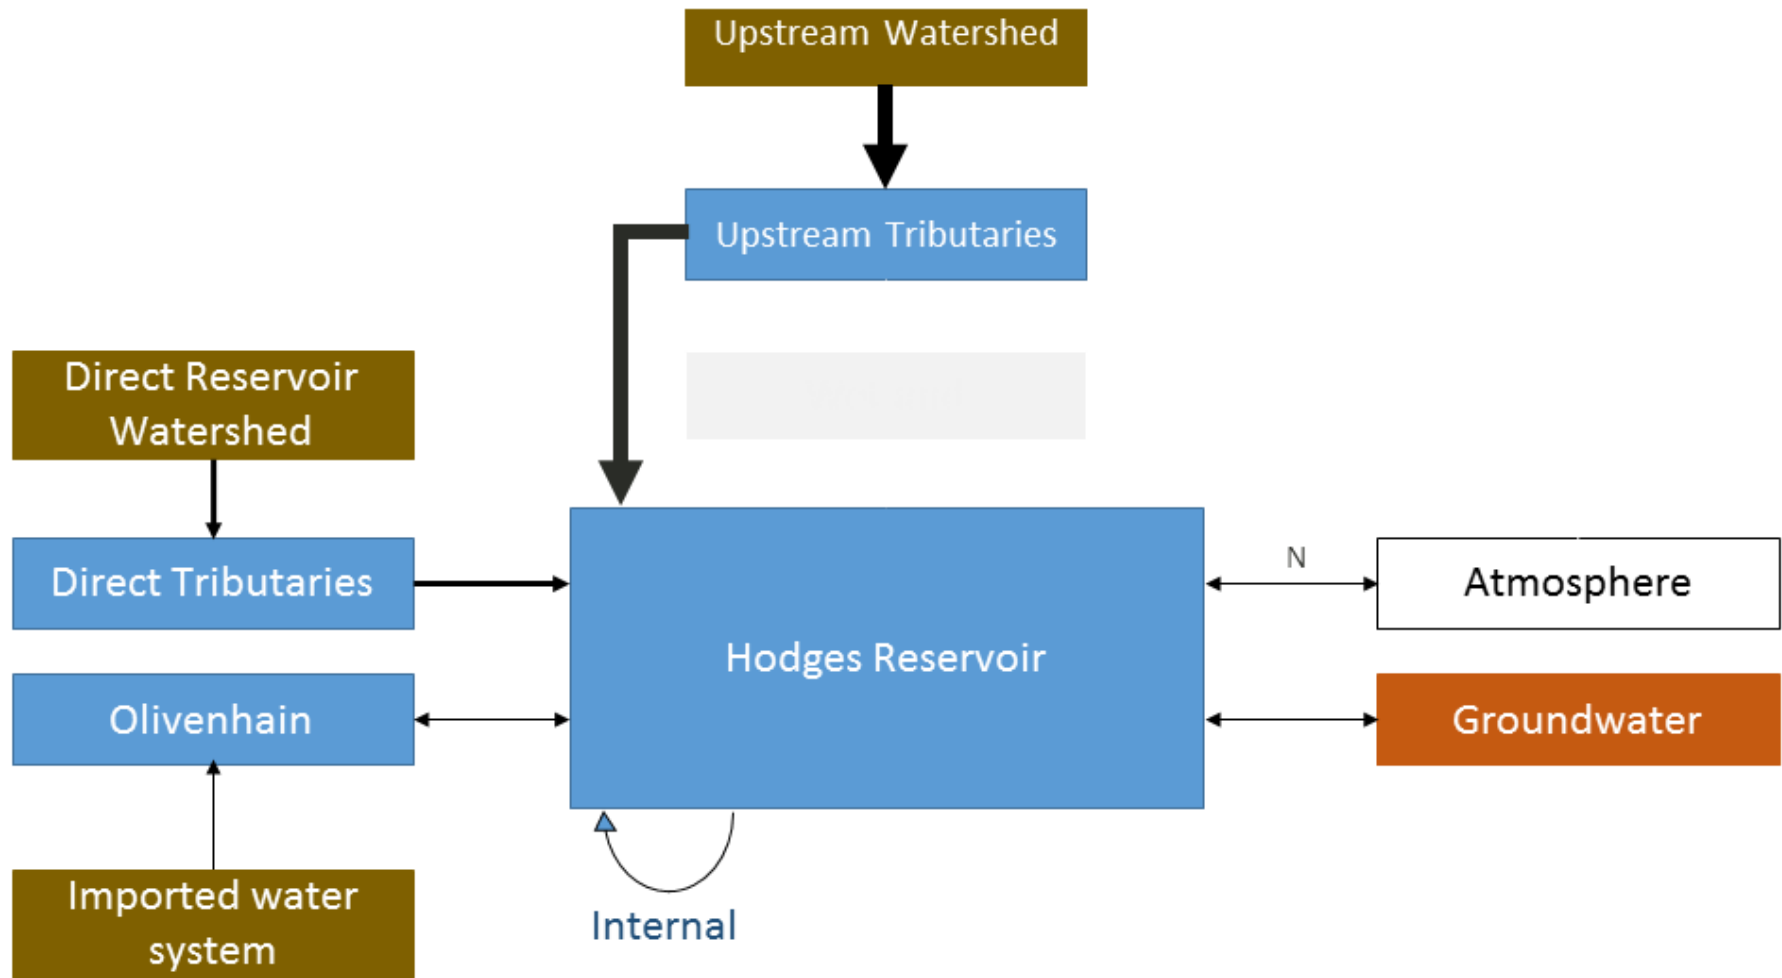 Upstream Watershed
Upstream Tributaries
Direct Reservoir
Watershed
Direct Tributaries
N
Atmosphere
Hodges Reservoir
Olivenhain
Groundwater
Imported water
system
Internal